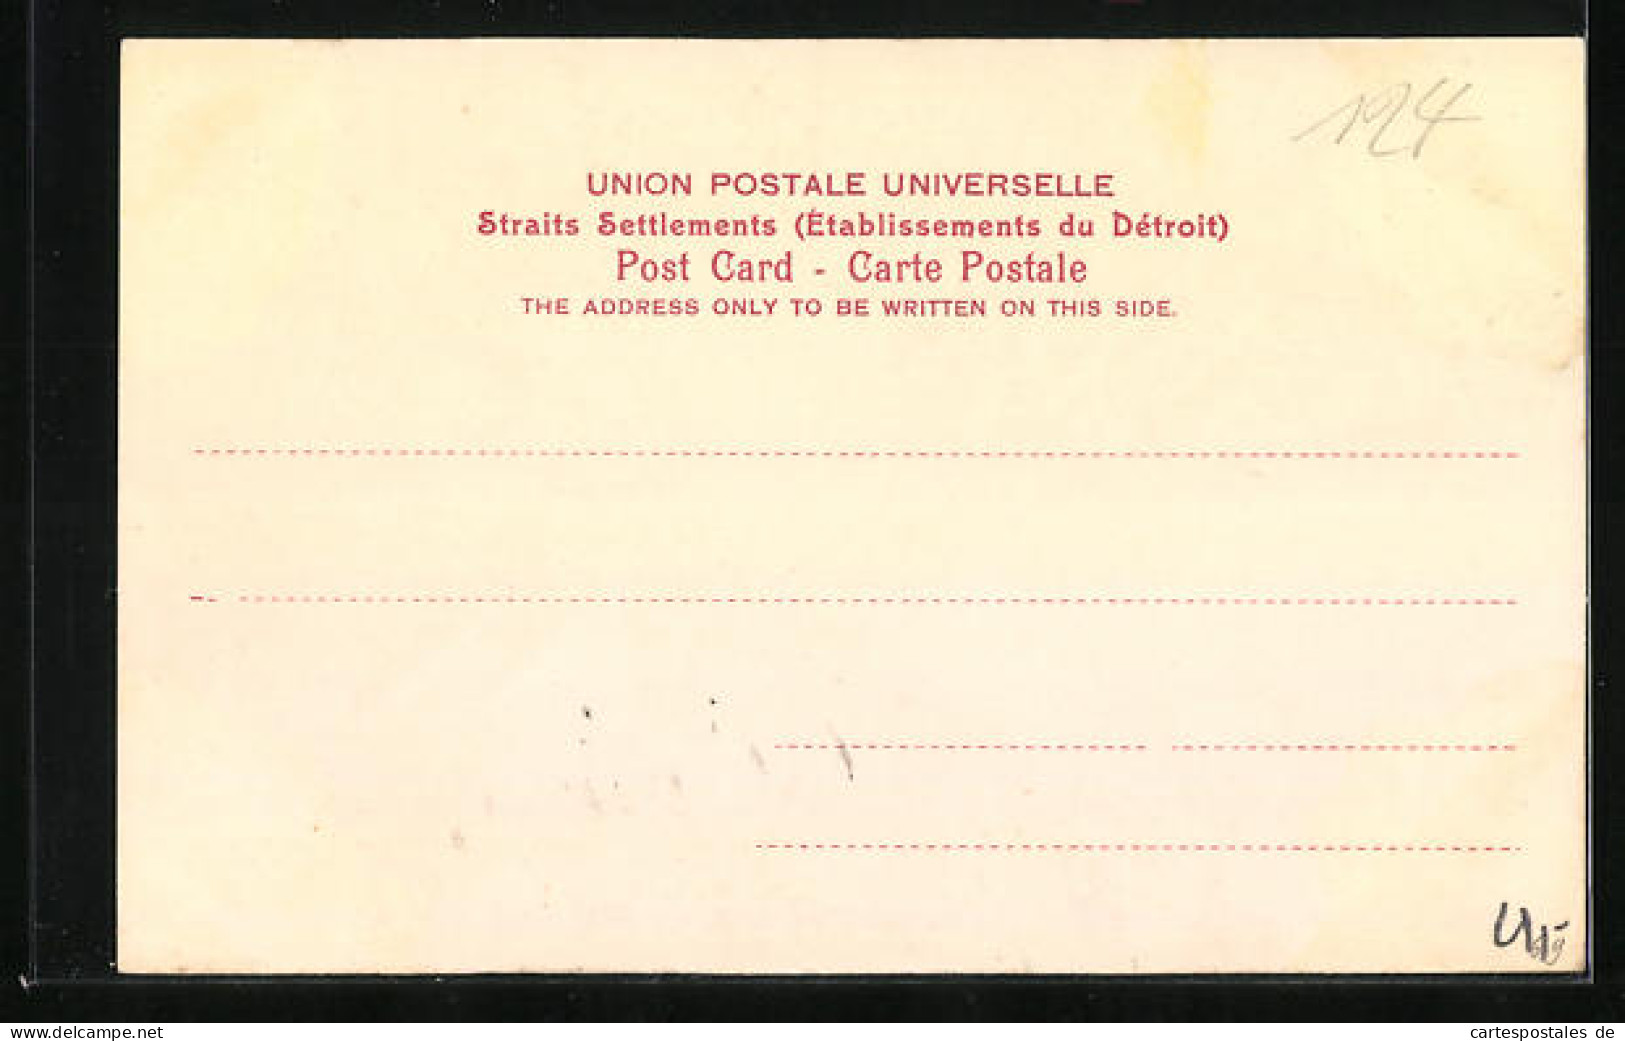 124
UNION POSTALE UNIVERSELLE
Straits Settlements (Établissements du Détroit)
Post Card - Carte Postale
THE ADDRESS ONLY TO BE WRITTEN ON THIS SIDE.
www.delcampe.net
cartespostales de